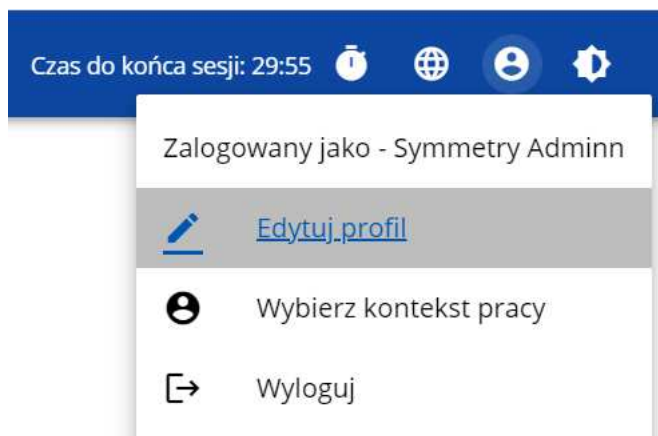 Czas do końca sesji: 29:55
Zalogowany jako - Symmetry Adminn
Edytuj profil
Wybierz kontekst pracy
Wyloguj